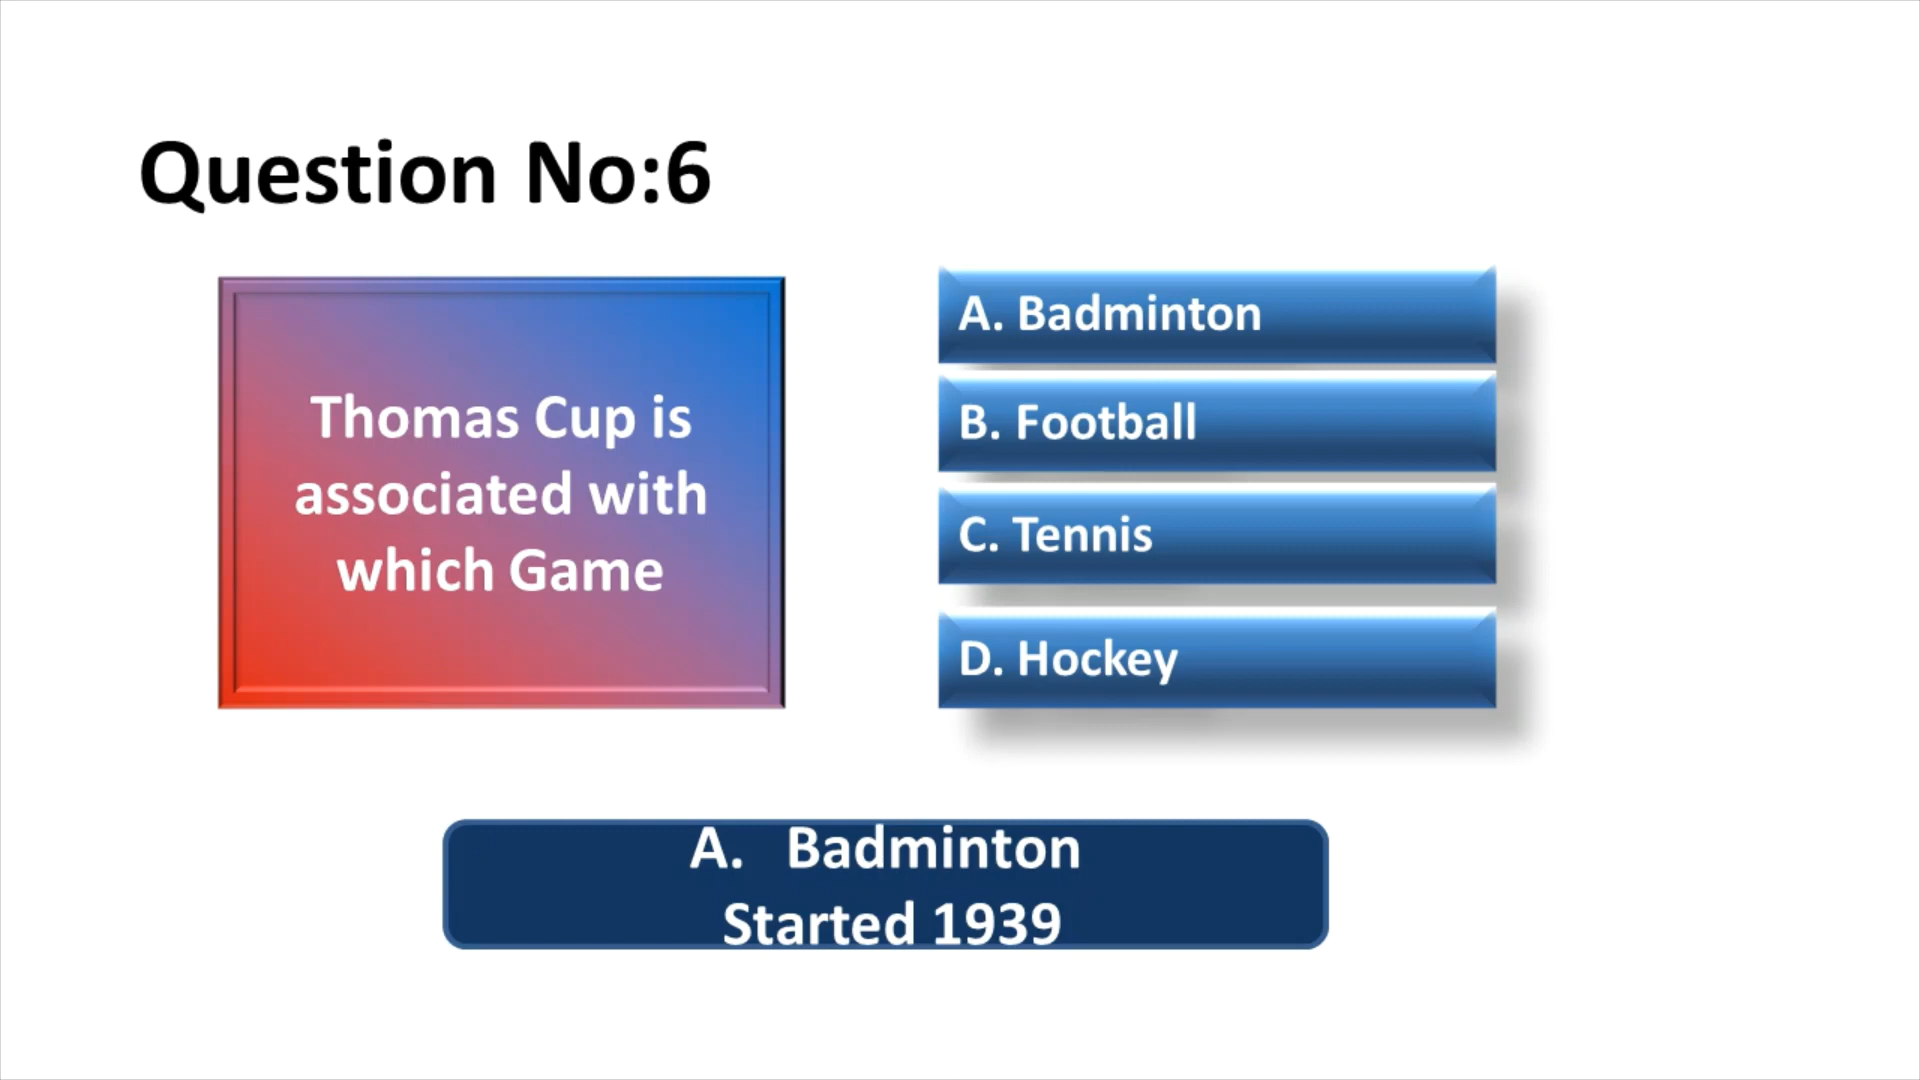 Question No:6
Thomas Cup is
associated with
which Game
A. Badminton
B. Football
C. Tennis
D. Hockey
A. Badminton
Started 1939